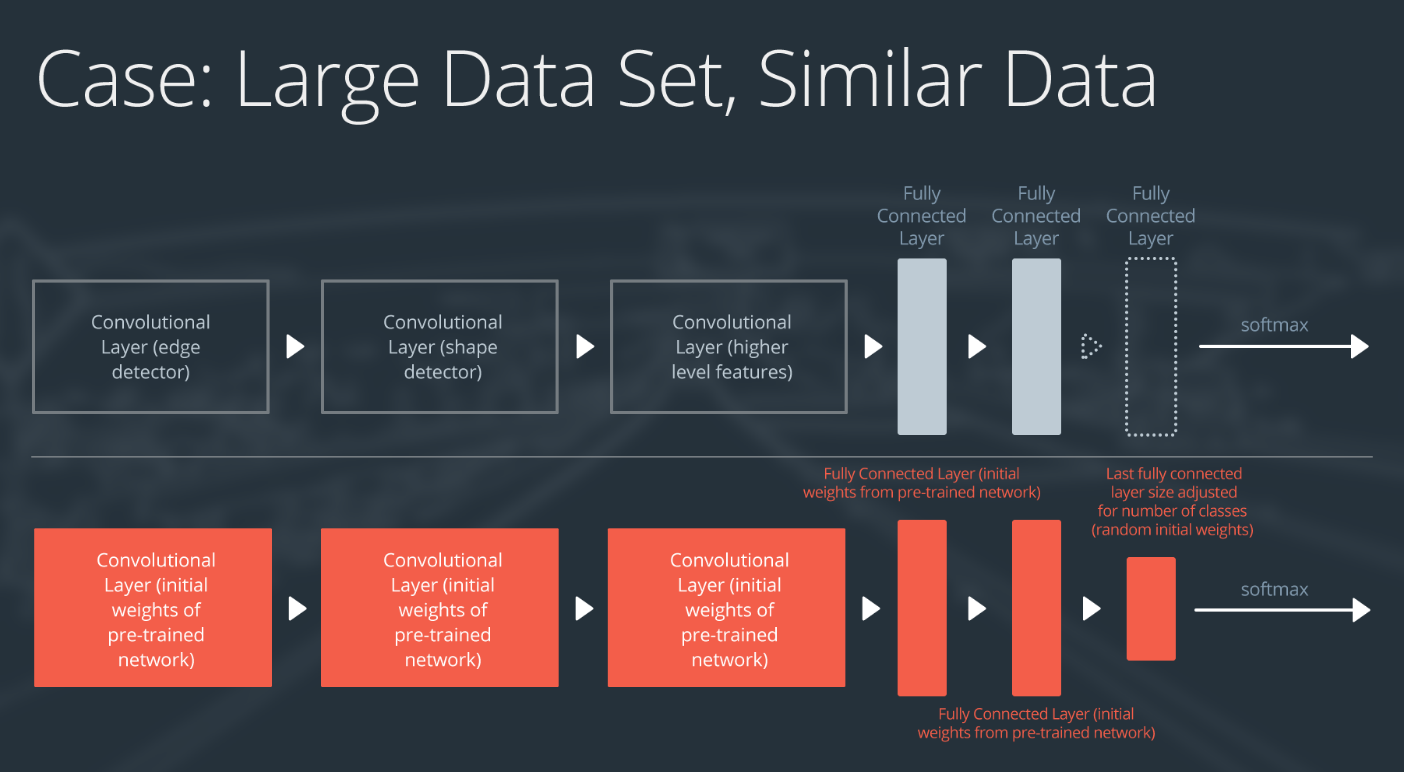 Case: Large Data Set, Similar Data
Fully
Connected
Layer
Fully
Connected
Layer
Fully
Connected
Layer
Convolutional
Layer (edge
detector)
Convolutional
Layer (shape
detector)
Convolutional
Layer (higher
level features)
softmax
Fully Connected Layer (initial
weights from pre-trained network)
Last fully connected
layer size adjusted
for number of classes
(random initial weights)
Convolutional
Layer (initial
weights of
pre-trained
network)
Convolutional
Layer (initial
weights of
pre-trained
network)
Convolutional
Layer (initial
weights of
pre-trained
network)
softmax
Fully Connected Layer (initial
weights from pre-trained network)